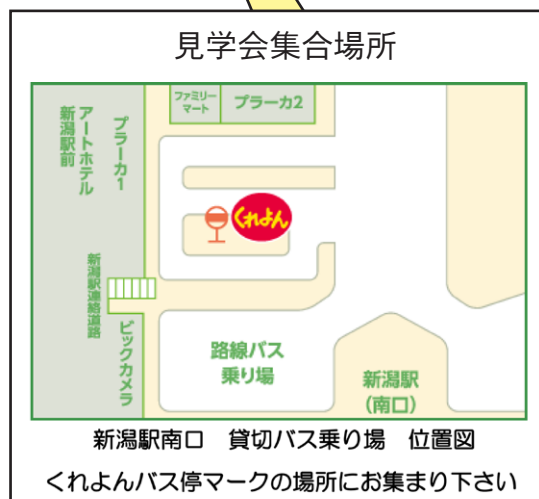 見学会集合場所
ファミリー
マート
プラーカ2
プラーカ1
アートホテル
新潟駅前
くれよん
新潟駅連絡道路
ビックカメラ
路線バス
乗り場
新潟駅
(南口)
新潟駅南口　貸切バス乗り場　位置図
くれよんバス停マークの場所にお集まり下さい